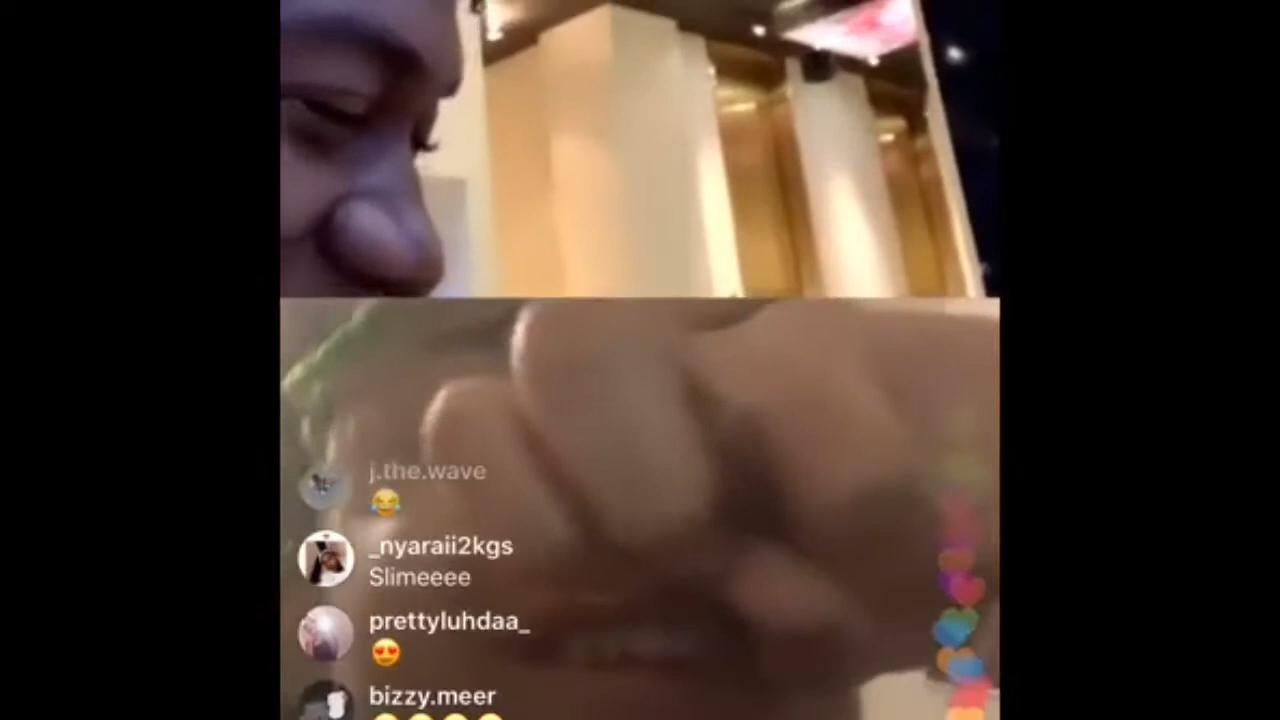 j.the.wave
😂
_nyaraii2kgs
Slimeeee
prettyluhdaa_
😍
bizzy.meer